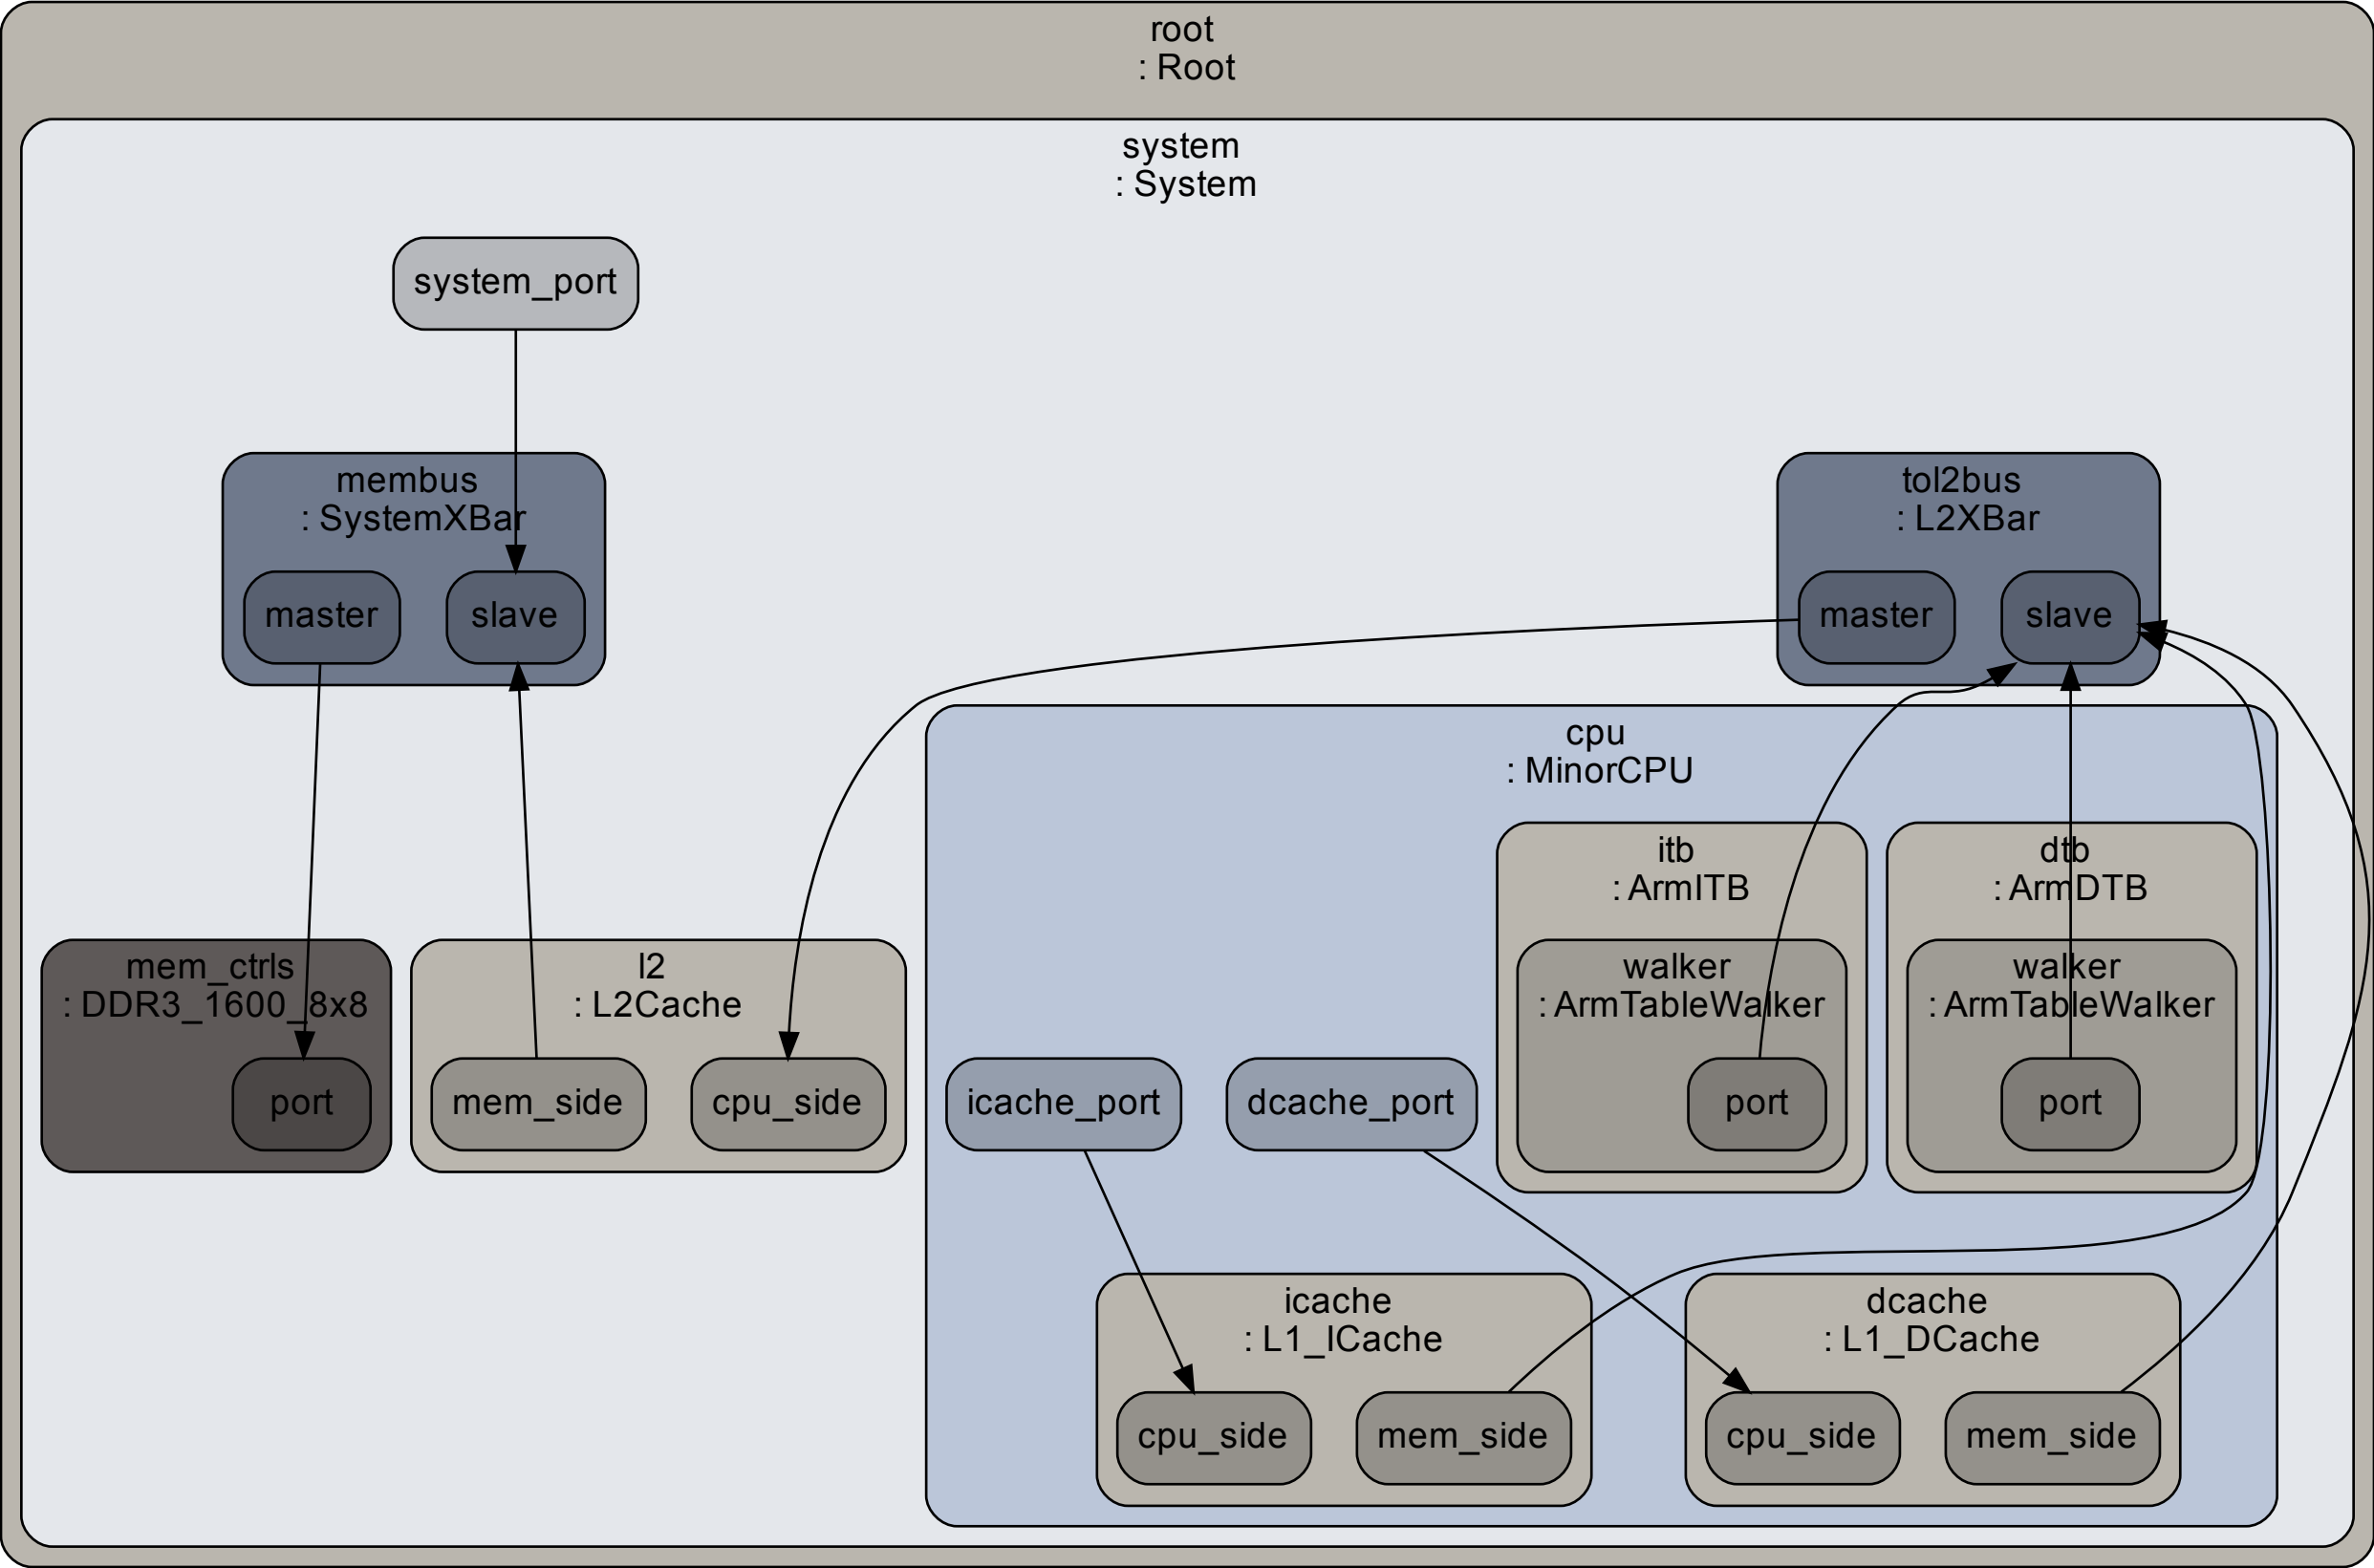 root
: Root
system
: System
system_port
membus
: SystemXBar
master
slave
tol2bus
: L2XBar
master
slave
cpu
: MinorCPU
itb
: ArmITB
dtb
: ArmDTB
mem_ctrls
: DDR3_1600_8x8
port
l2
: L2Cache
mem_side
cpu_side
walker
: ArmTableWalker
port
walker
: ArmTableWalker
port
icache_port
dcache_port
icache
: L1_ICache
cpu_side
mem_side
dcache
: L1_DCache
cpu_side
mem_side